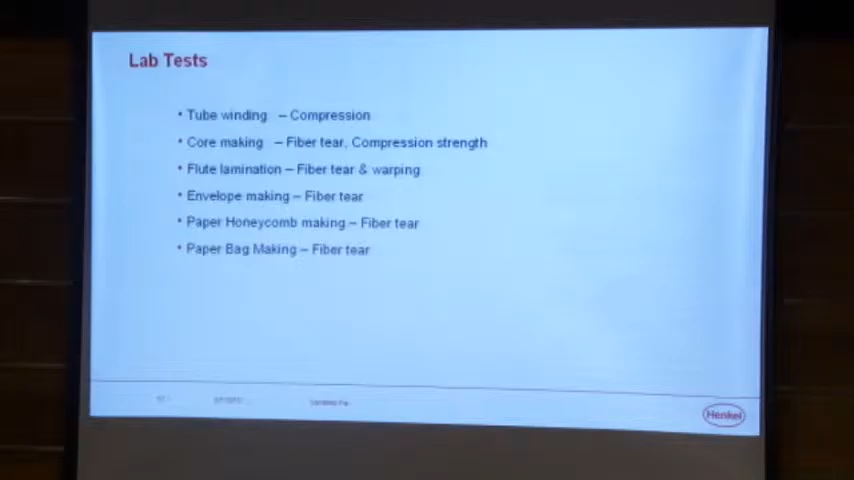 Lab Tests
• Tube winding – Compression
• Core making – Fiber tear, Compression strength
• Flute lamination – Fiber tear & warping
• Envelope making – Fiber tear
• Paper Honeycomb making – Fiber tear
• Paper Bag Making – Fiber tear
Henkel